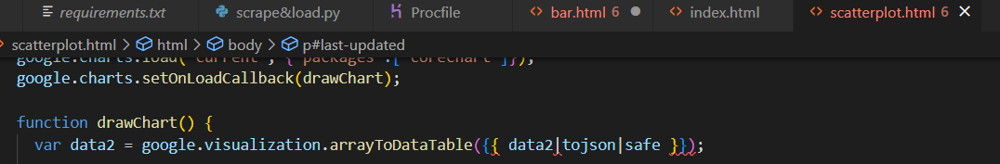 requirements.txt scrape&load.py Procfile bar.html 6 index.html scatterplot.html 6
scatterplot.html > html > body > p#last-updated
google.charts.load('current', {'packages':['corechart']});
google.charts.setOnLoadCallback(drawChart);
function drawChart() {
var data2 = google.visualization.arrayToDataTable({{ data2|tojson|safe }});